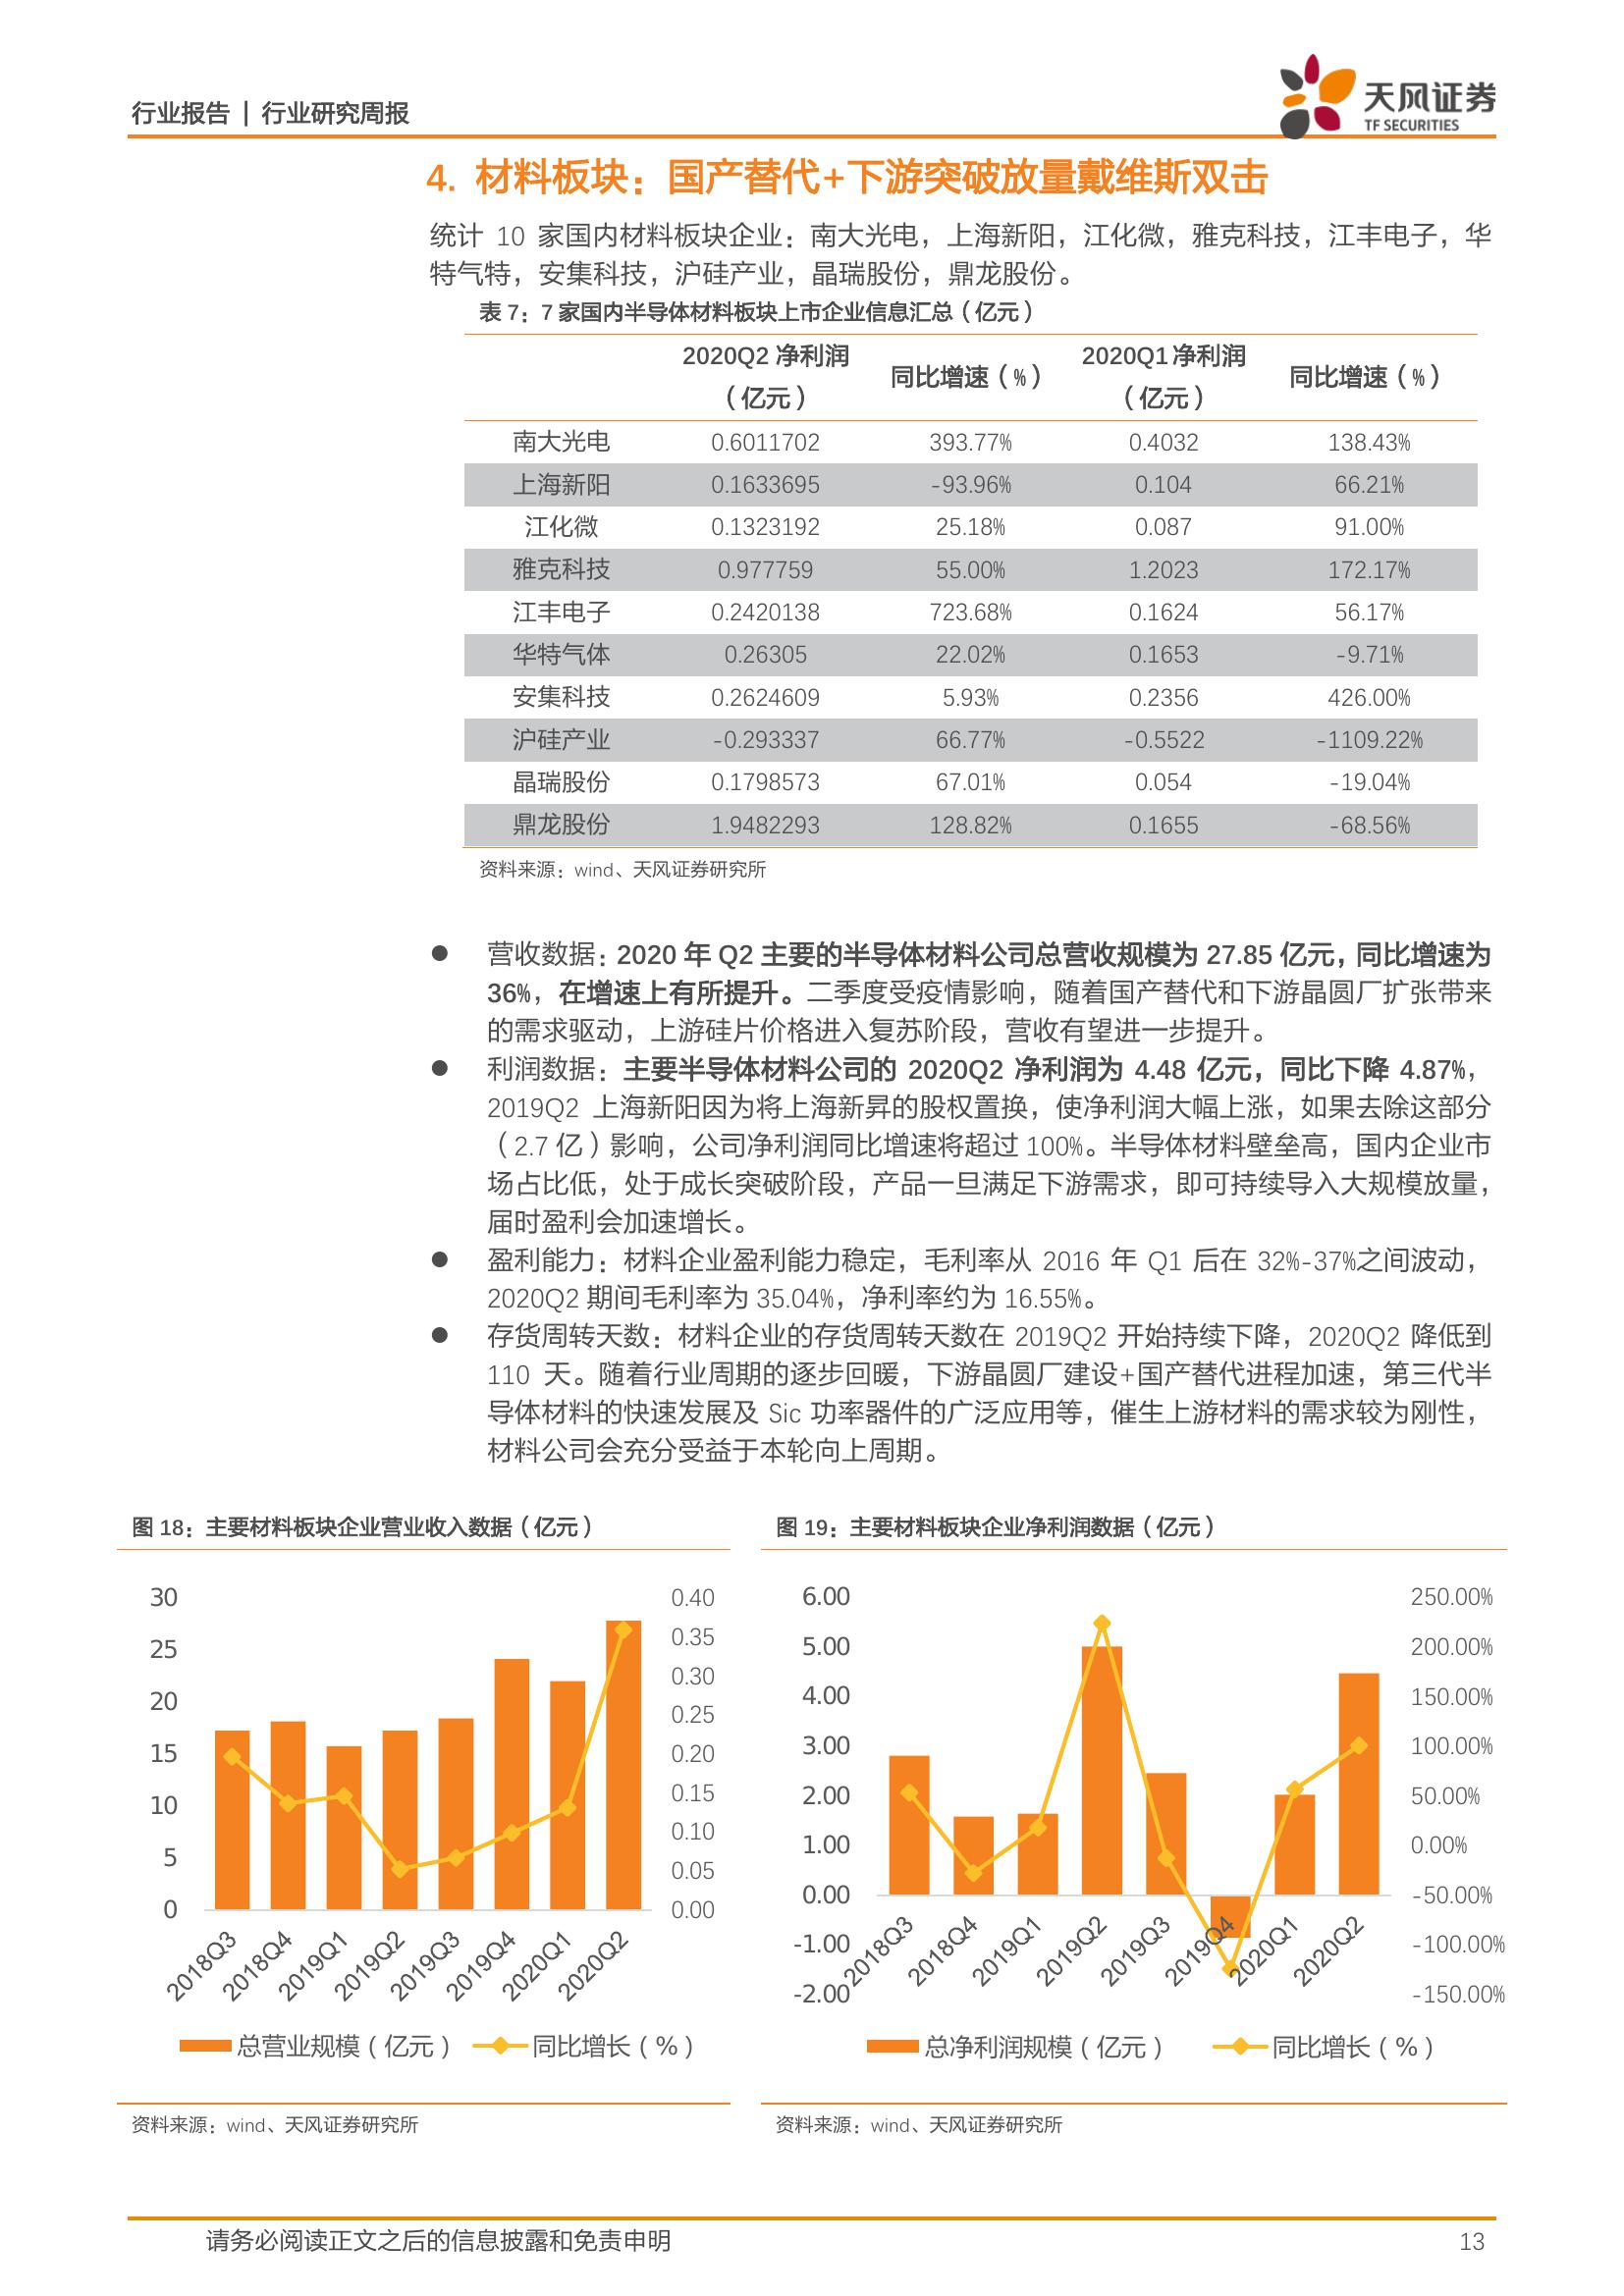 行业报告 | 行业研究周报
天风证券
TF SECURITIES
4. 材料板块：国产替代+下游突破放量戴维斯双击
统计 10 家国内材料板块企业：南大光电，上海新阳，江化微，雅克科技，江丰电子，华
特气特，安集科技，沪硅产业，晶瑞股份，鼎龙股份。
表 7：7 家国内半导体材料板块上市企业信息汇总（亿元）
2020Q2 净利润（亿元） 同比增速（%） 2020Q1 净利润（亿元） 同比增速（%）
南大光电 0.6011702 393.77% 0.4032 138.43%
上海新阳 0.1633695 -93.96% 0.104 66.21%
江化微 0.1323192 25.18% 0.087 91.00%
雅克科技 0.977759 55.00% 1.2023 172.17%
江丰电子 0.2420138 723.68% 0.1624 56.17%
华特气体 0.26305 22.02% 0.1653 -9.71%
安集科技 0.2624609 5.93% 0.2356 426.00%
沪硅产业 -0.293337 66.77% -0.5522 -1109.22%
晶瑞股份 0.1798573 67.01% 0.054 -19.04%
鼎龙股份 1.9482293 128.82% 0.1655 -68.56%
资料来源：wind、天风证券研究所
● 营收数据：2020 年 Q2 主要的半导体材料公司总营收规模为 27.85 亿元，同比增速为
36%，在增速上有所提升。二季度受疫情影响，随着国产替代和下游晶圆厂扩张带来
的需求驱动，上游硅片价格进入复苏阶段，营收有望进一步提升。
● 利润数据：主要半导体材料公司的 2020Q2 净利润为 4.48 亿元，同比下降 4.87%，
2019Q2 上海新阳因为将上海新昇的股权置换，使净利润大幅上涨，如果去除这部分
（2.7 亿）影响，公司净利润同比增速将超过 100%。半导体材料壁垒高，国内企业市
场占比低，处于成长突破阶段，产品一旦满足下游需求，即可持续导入大规模放量，
届时盈利会加速增长。
● 盈利能力：材料企业盈利能力稳定，毛利率从 2016 年 Q1 后在 32%-37%之间波动，
2020Q2 期间毛利率为 35.04%，净利率约为 16.55%。
● 存货周转天数：材料企业的存货周转天数在 2019Q2 开始持续下降，2020Q2 降低到
110 天。随着行业周期的逐步回暖，下游晶圆厂建设+国产替代进程加速，第三代半
导体材料的快速发展及 Sic 功率器件的广泛应用等，催生上游材料的需求较为刚性，
材料公司会充分受益于本轮向上周期。
图 18：主要材料板块企业营业收入数据（亿元）
30
25
20
15
10
5
0
0.40
0.35
0.30
0.25
0.20
0.15
0.10
0.05
0.00
2018Q3 2018Q4 2019Q1 2019Q2 2019Q3 2019Q4 2020Q1 2020Q2
总营业规模（亿元） 同比增长（%）
资料来源：wind、天风证券研究所
图 19：主要材料板块企业净利润数据（亿元）
6.00
5.00
4.00
3.00
2.00
1.00
0.00
-1.00
-2.00
250.00%
200.00%
150.00%
100.00%
50.00%
0.00%
-50.00%
-100.00%
-150.00%
2018Q3 2018Q4 2019Q1 2019Q2 2019Q3 2019Q4 2020Q1 2020Q2
总净利润规模（亿元） 同比增长（%）
资料来源：wind、天风证券研究所
请务必阅读正文之后的信息披露和免责申明 13